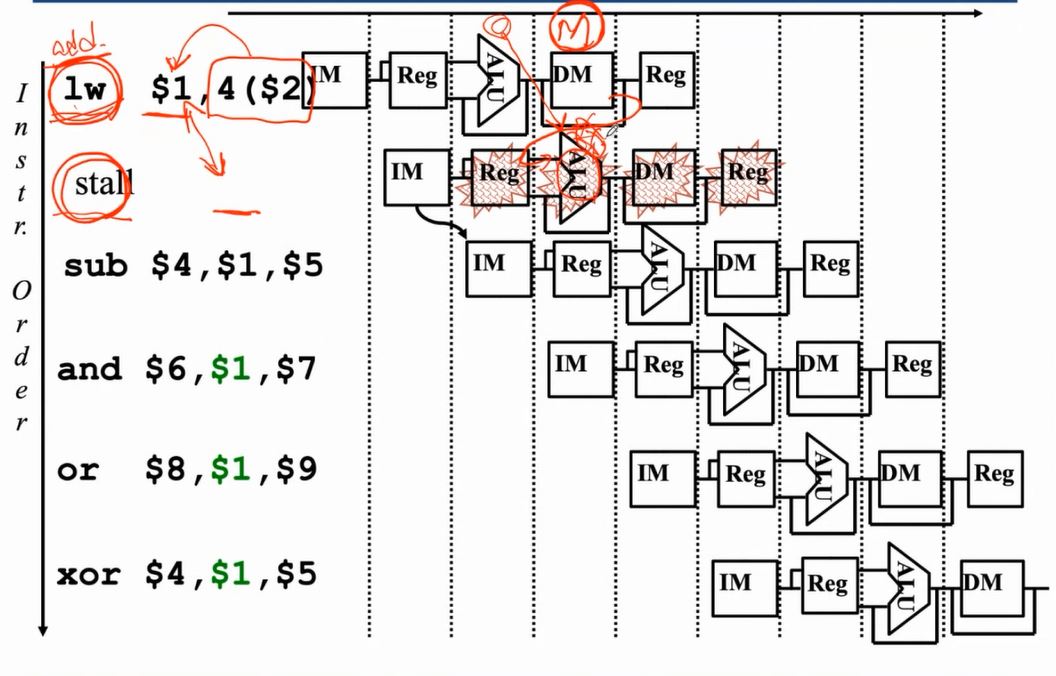 add.
M
lw $1,4($2)
IM Reg ALU DM Reg
stall
IM Reg ALU DM Reg
sub $4,$1,$5
IM Reg ALU DM Reg
and $6,$1,$7
IM Reg ALU DM Reg
or $8,$1,$9
IM Reg ALU DM Reg
xor $4,$1,$5
IM Reg ALU DM
Instr. Order